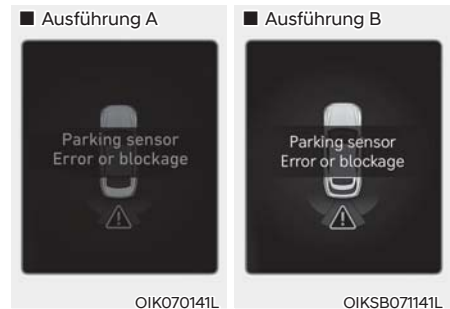 ■ Ausführung A
Parking sensor
Error or blockage
OIK070141L
■ Ausführung B
Parking sensor
Error or blockage
OIKSB071141L